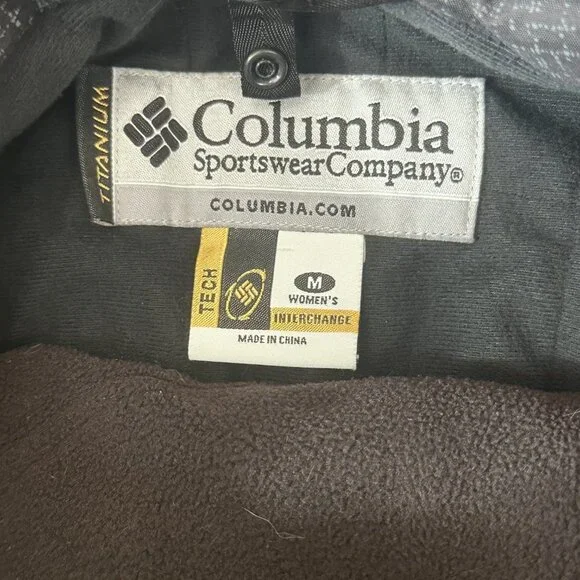 TITANIUM
Columbia
SportswearCompany®
COLUMBIA.COM
TECH
M
WOMEN'S
INTERCHANGE
MADE IN CHINA